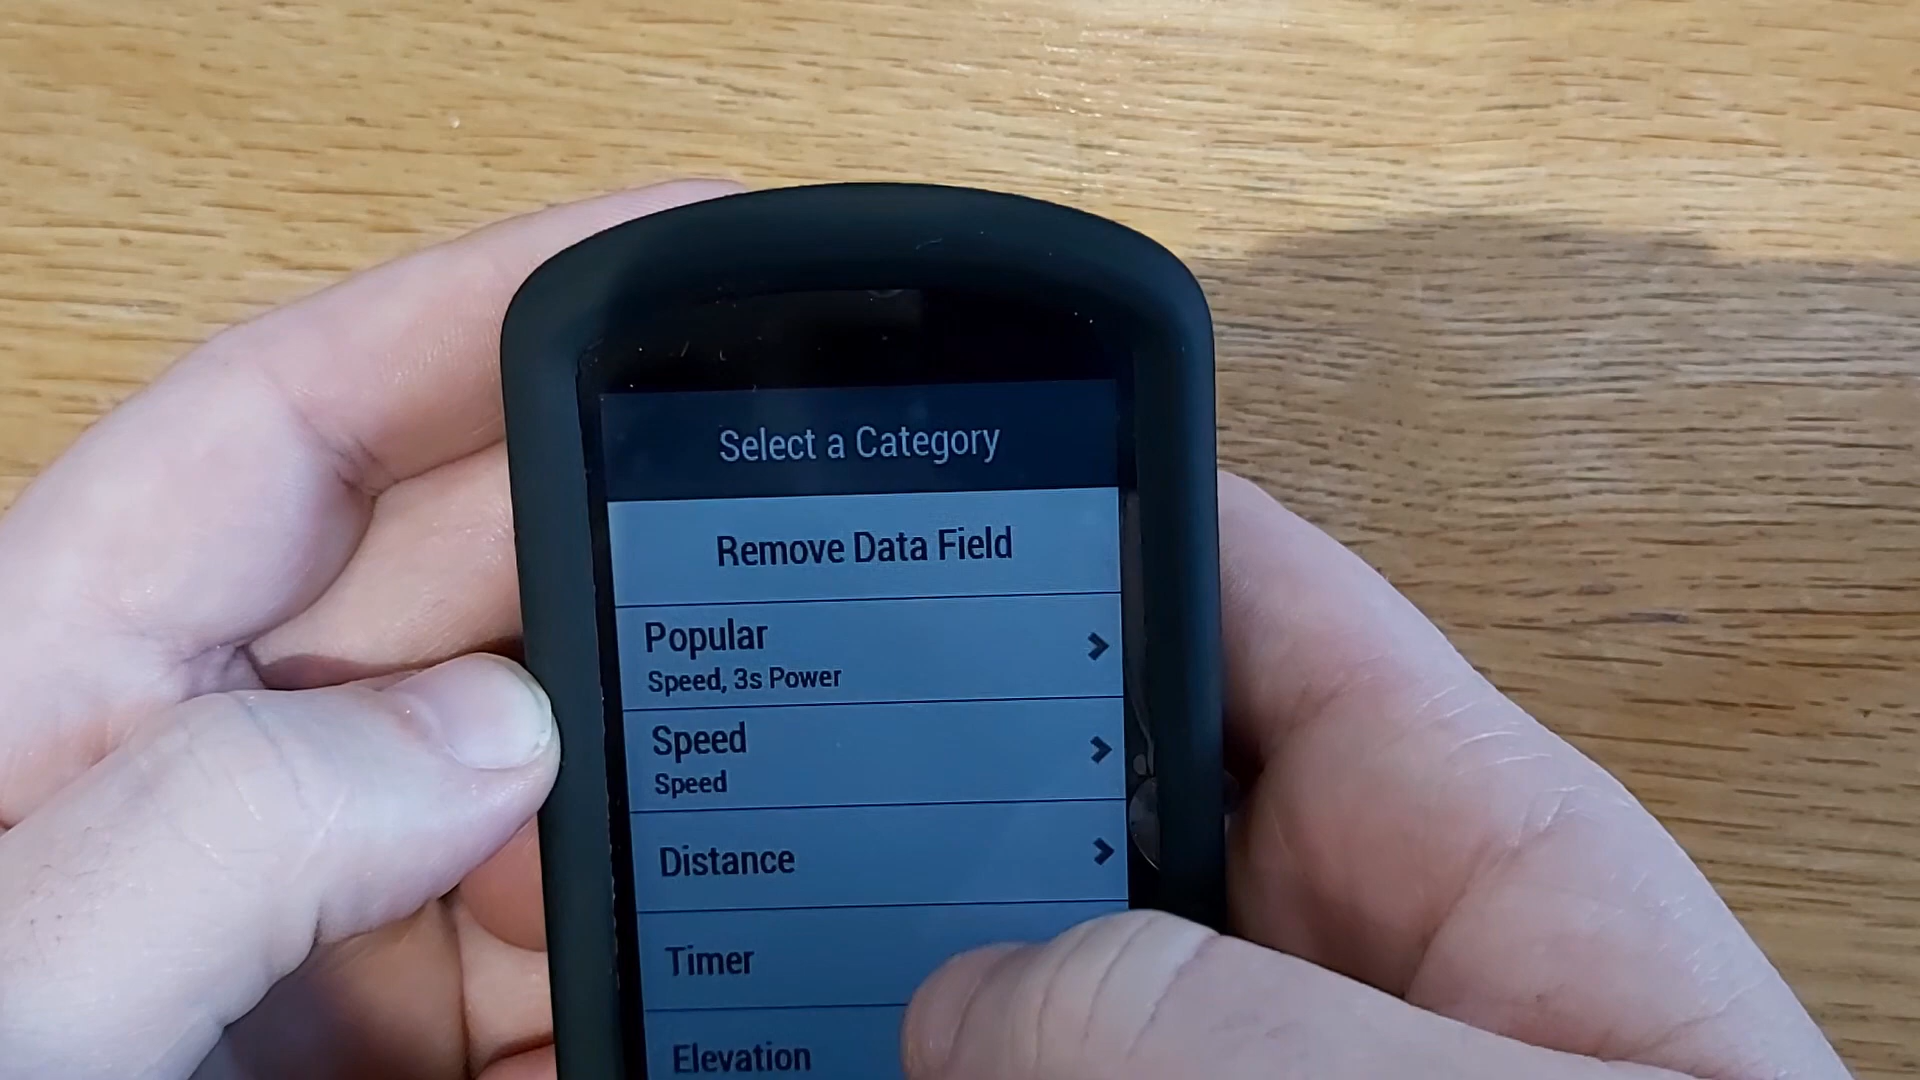 Select a Category
Remove Data Field
Popular
Speed, 3s Power
Speed
Speed
Distance
Timer
Elevation